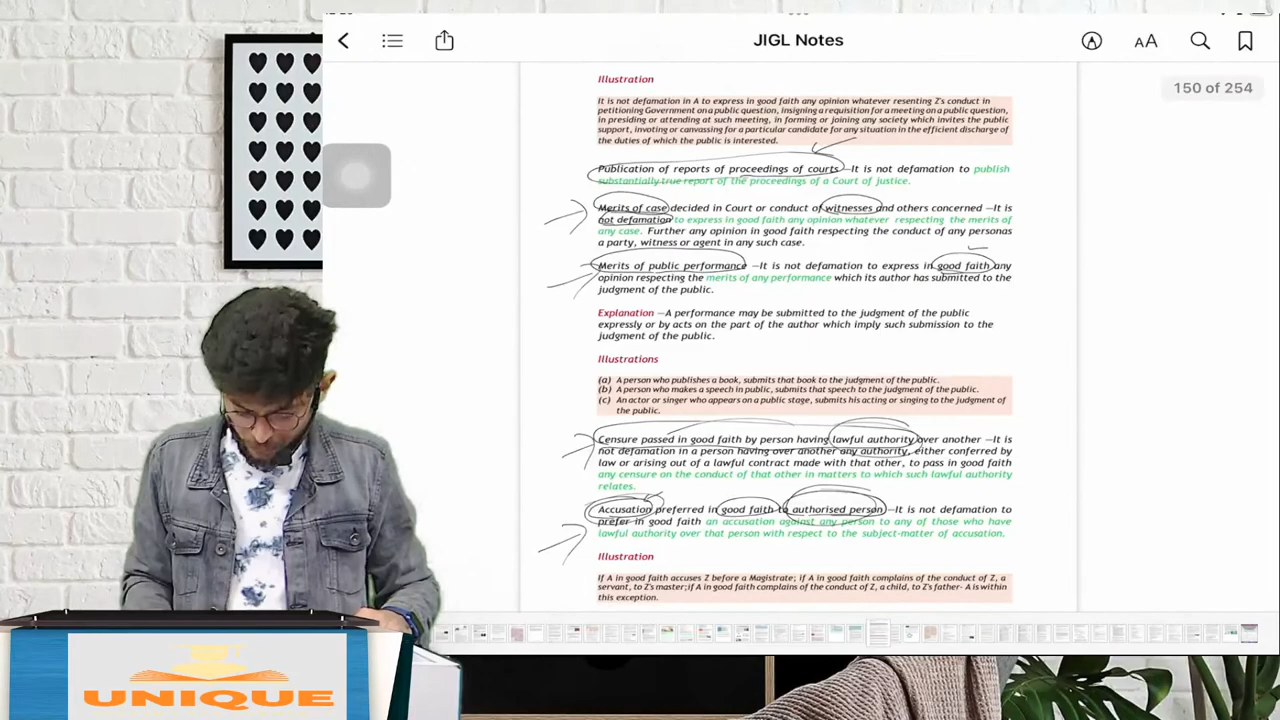 JIGL Notes
AA
150 of 254
Illustration
It is not defamation in A to express in good faith any opinion whatever resenting Z's conduct in
petitioning Government on a public question, insigning a requisition for a meeting on a public question,
in presiding or attending at such meeting, in forming or joining any society which invites the public
support, invoting or canvassing for a particular candidate for any situation in the efficient discharge of
the duties of which the public is interested.
Publication of reports of proceedings of courts —It is not defamation to publish
substantially true report of the proceedings of a Court of justice.
Merits of case decided in Court or conduct of witnesses and others concerned —It is
not defamation to express in good faith any opinion whatever respecting the merits of
any case. Further any opinion in good faith respecting the conduct of any personas
a party, witness or agent in any such case.
Merits of public performance —It is not defamation to express in good faith any
opinion respecting the merits of any performance which its author has submitted to the
judgment of the public.
Explanation —A performance may be submitted to the judgment of the public
expressly or by acts on the part of the author which imply such submission to the
judgment of the public.
Illustrations
(a) A person who publishes a book, submits that book to the judgment of the public.
(b) A person who makes a speech in public, submits that speech to the judgment of the public.
(c) An actor or singer who appears on a public stage, submits his acting or singing to the judgment of
the public.
Censure passed in good faith by person having lawful authority over another —It is
not defamation in a person having over another any authority, either conferred by
law or arising out of a lawful contract made with that other, to pass in good faith
any censure on the conduct of that other in matters to which such lawful authority
relates.
Accusation preferred in good faith to authorised person —It is not defamation to
prefer in good faith an accusation against any person to any of those who have
lawful authority over that person with respect to the subject-matter of accusation.
Illustration
If A in good faith accuses Z before a Magistrate; if A in good faith complains of the conduct of Z, a
servant, to Z's master;if A in good faith complains of the conduct of Z, a child, to Z's father- A is within
this exception.
UNIQUE